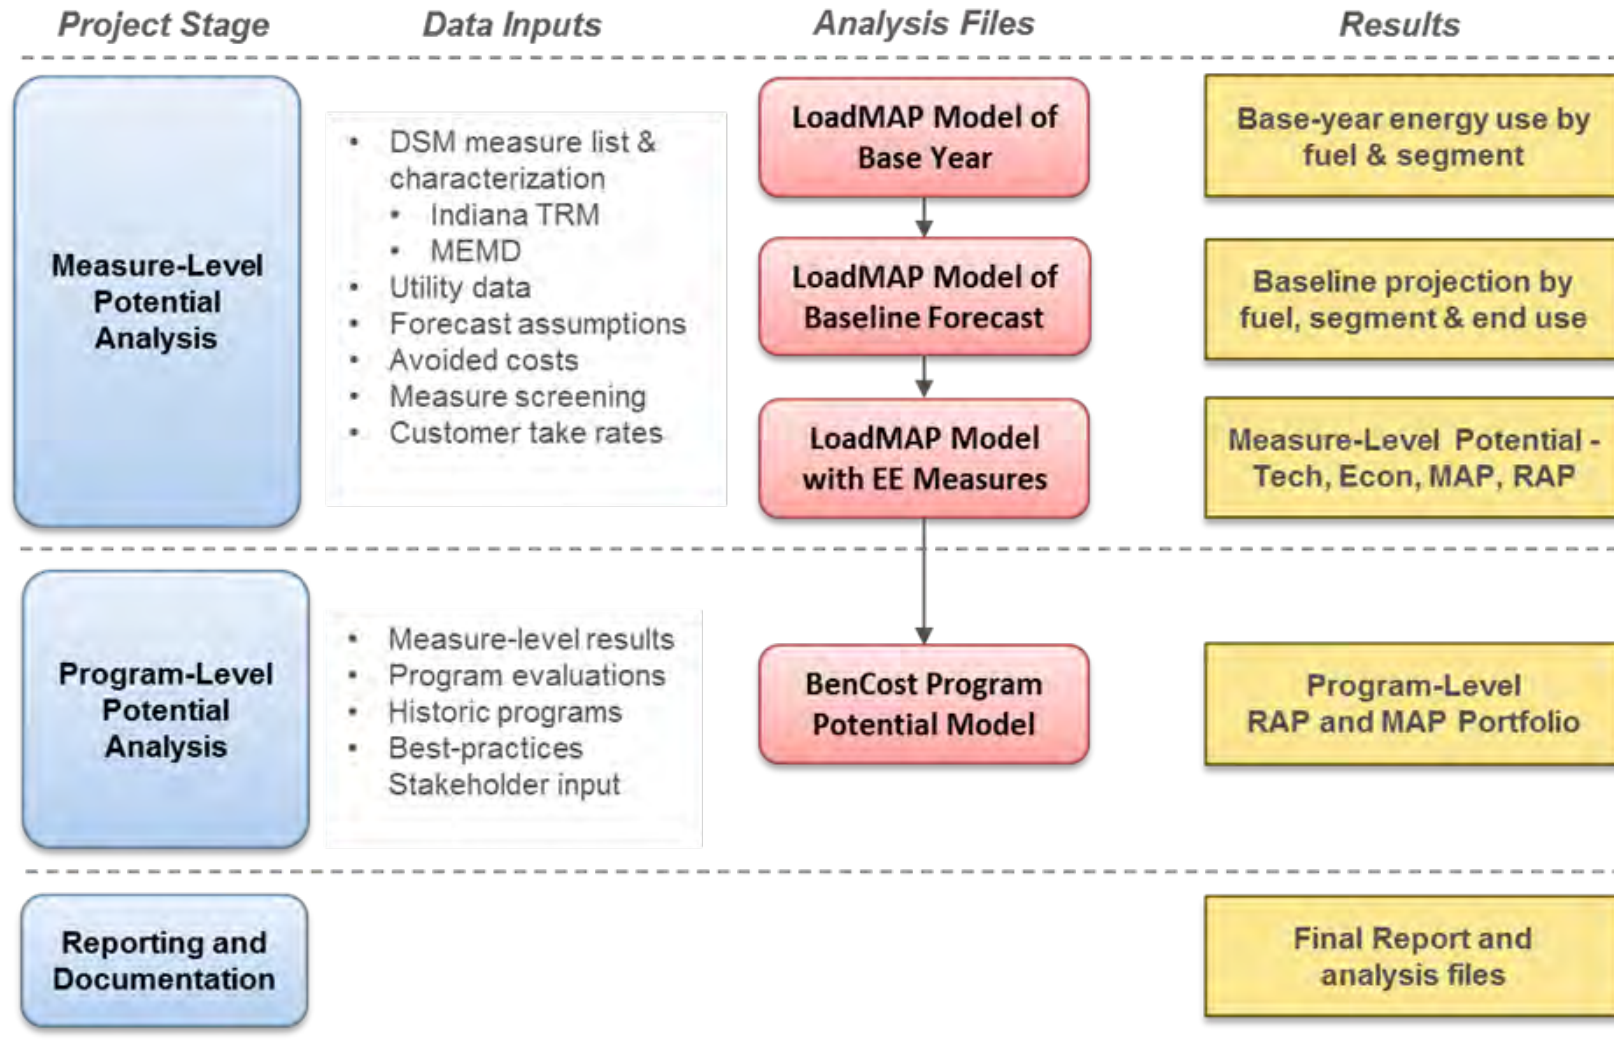 Project Stage
Data Inputs
Analysis Files
Results
Measure-Level
Potential
Analysis
• DSM measure list &
characterization
• Indiana TRM
• MEMD
• Utility data
• Forecast assumptions
• Avoided costs
• Measure screening
• Customer take rates
LoadMAP Model of
Base Year
LoadMAP Model of
Baseline Forecast
LoadMAP Model
with EE Measures
Base-year energy use by
fuel & segment
Baseline projection by
fuel, segment & end use
Measure-Level Potential -
Tech, Econ, MAP, RAP
Program-Level
Potential
Analysis
• Measure-level results
• Program evaluations
• Historic programs
• Best-practices
Stakeholder input
BenCost Program
Potential Model
Program-Level
RAP and MAP Portfolio
Reporting and
Documentation
Final Report and
analysis files